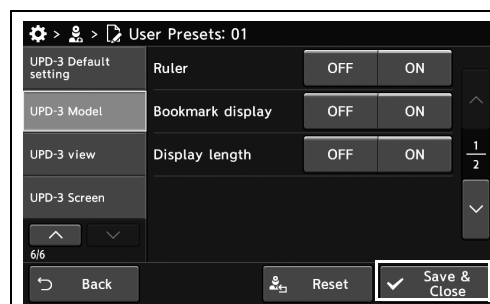 > > User Presets: 01
UPD-3 Default
setting
UPD-3 Model
UPD-3 view
UPD-3 Screen
6/6
Ruler OFF ON
Bookmark display OFF ON
Display length OFF ON
1
2
Back
Reset
Save &
Close